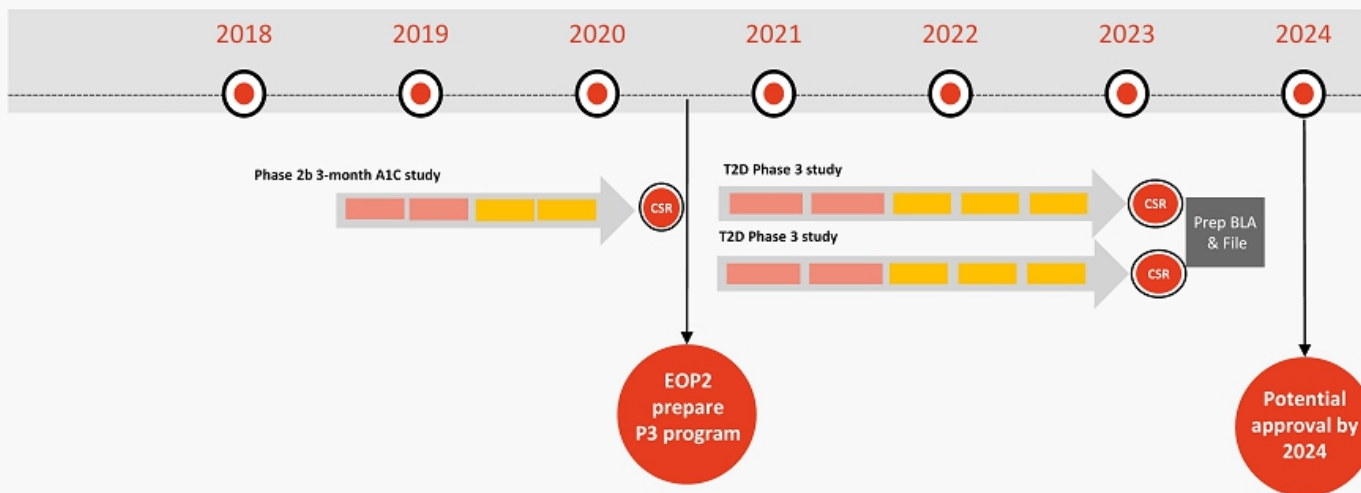 2018 2019 2020 2021 2022 2023 2024
Phase 2b 3-month A1C study
CSR
T2D Phase 3 study
CSR
T2D Phase 3 study
CSR
Prep BLA
& File
EOP2
prepare
P3 program
Potential
approval by
2024